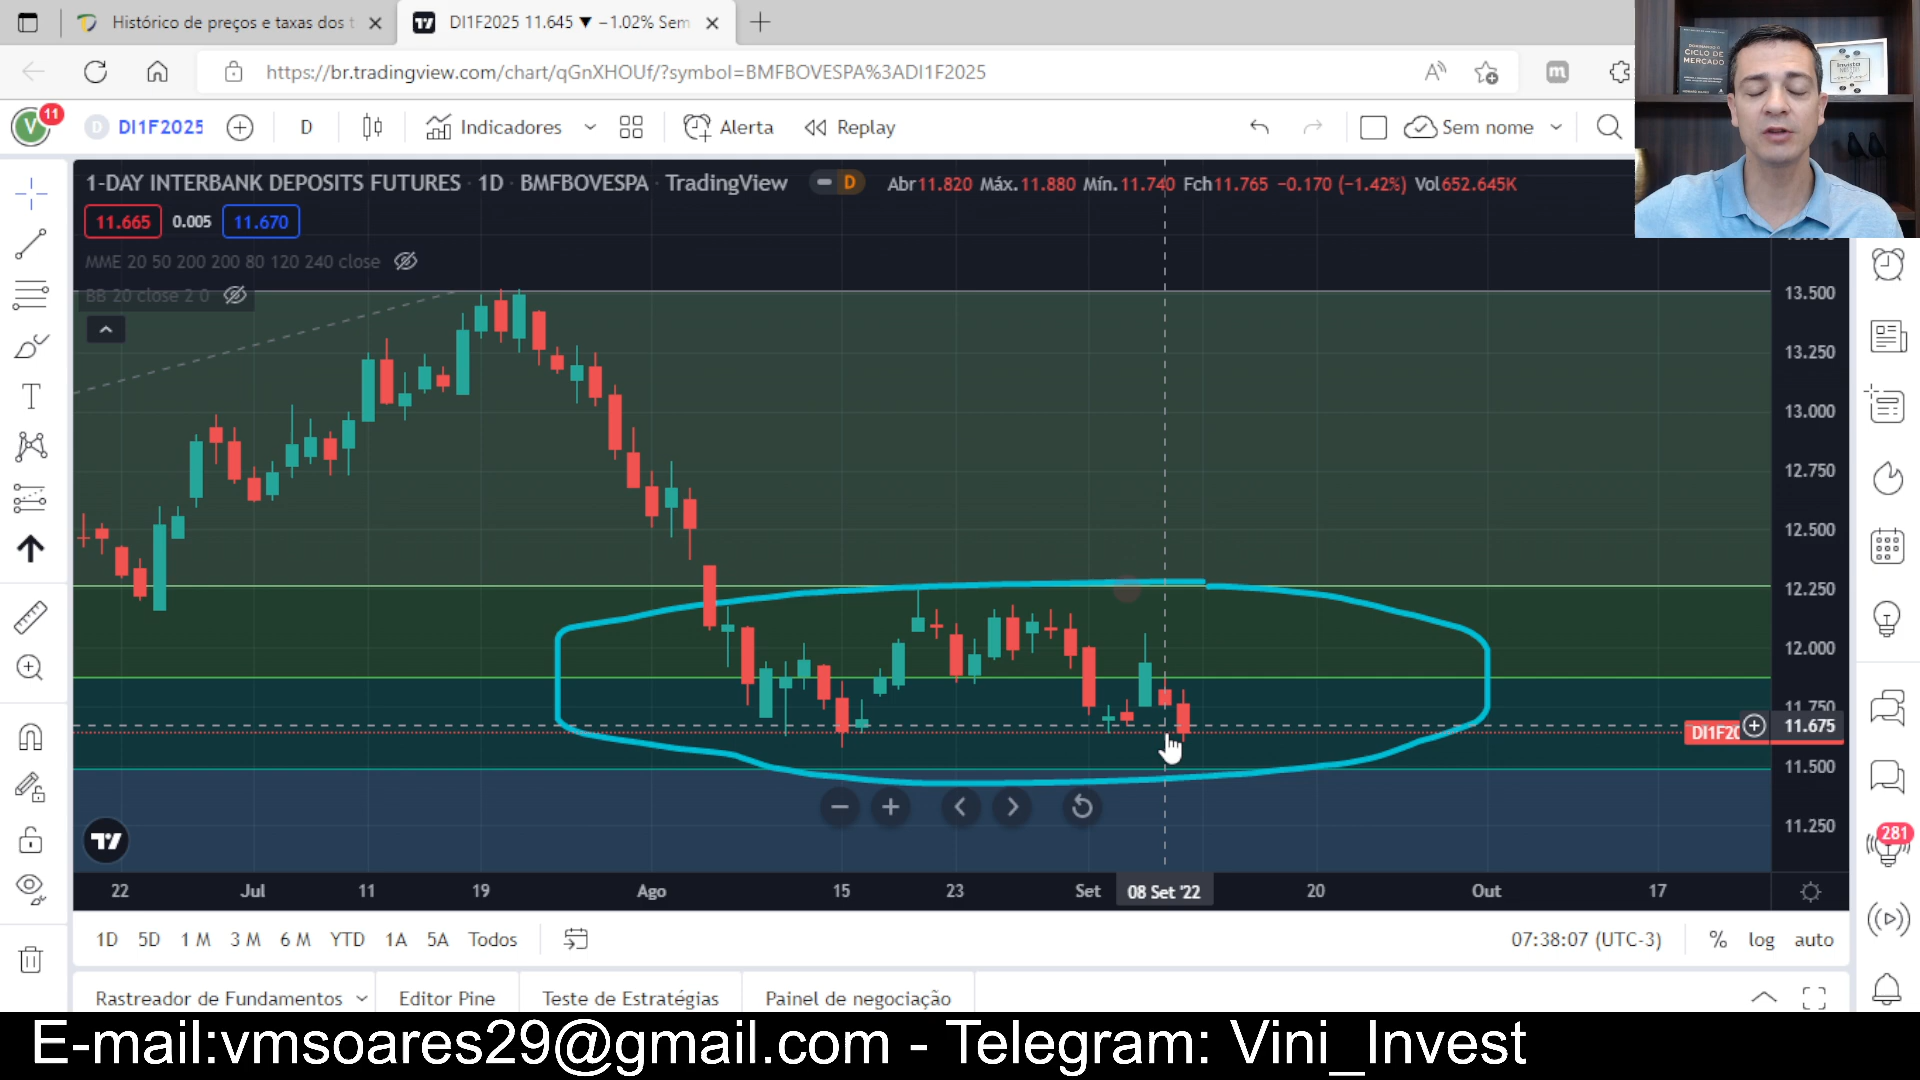 Histórico de preços e taxas dos t
DI1F2025 11.645 ▼ −1.02% Sem
https://br.tradingview.com/chart/qGnXHOUf/?symbol=BMFBOVESPA%3ADI1F2025
V
11
D
DI1F2025
D
Indicadores
Alerta
Replay
Sem nome
m
CICLO DE
MERCADO
1-DAY INTERBANK DEPOSITS FUTURES · 1D · BMFBOVESPA · TradingView
D
Abr11.820 Máx.11.880 Mín.11.740 Fch11.765 −0.170 (−1.42%) Vol652.645K
11.665
0.005
11.670
MME 20 50 200 200 80 120 240 close
BB 20 close 2 0
13.500
13.250
13.000
12.750
12.500
12.250
12.000
11.750
DI1F20
11.675
11.500
11.250
22
Jul
11
19
Ago
15
23
Set
08 Set '22
20
Out
17
281
1D
5D
1 M
3 M
6 M
YTD
1A
5A
Todos
07:38:07 (UTC-3)
%
log
auto
Rastreador de Fundamentos
Editor Pine
Teste de Estratégias
Painel de negociação
E-mail:vmsoares29@gmail.com - Telegram: Vini_Invest